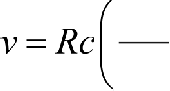 v = Rc( —